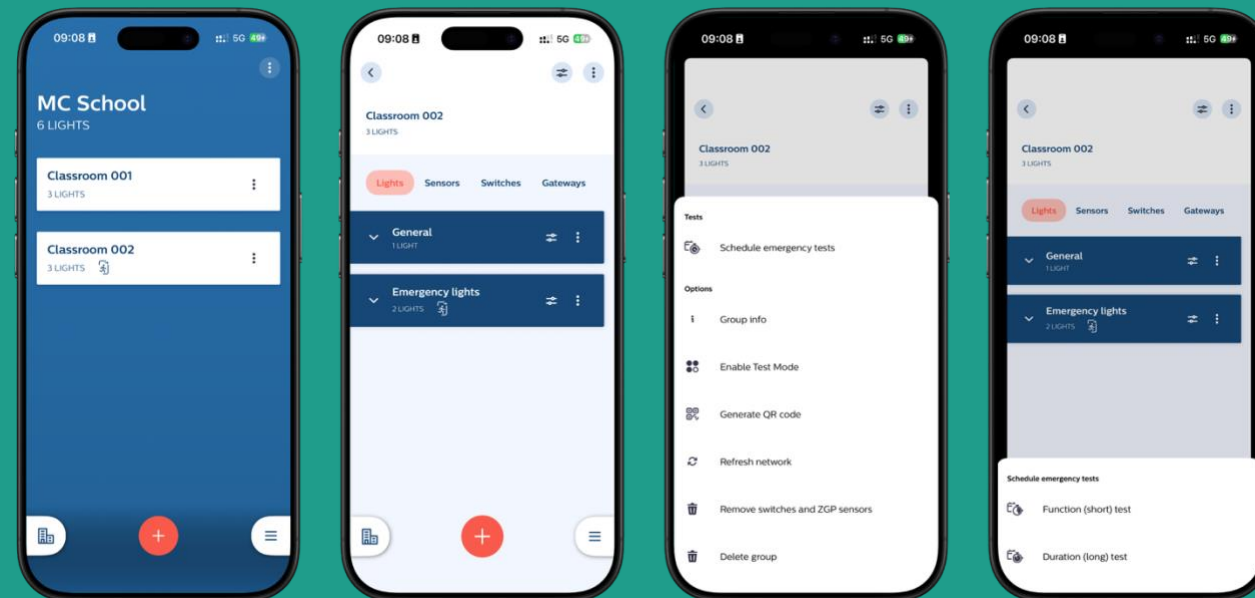 09:08 5G 49+
MC School
6 LIGHTS
Classroom 001
3 LIGHTS
Classroom 002
3 LIGHTS
09:08 5G 49+
Classroom 002
3 LIGHTS
Lights Sensors Switches Gateways
General
1 LIGHT
Emergency lights
2 LIGHTS
09:08 5G 49+
Classroom 002
3 LIGHTS
Tests
Schedule emergency tests
Options
Group info
Enable Test Mode
Generate QR code
Refresh network
Remove switches and ZGP sensors
Delete group
09:08 5G 49+
Classroom 002
3 LIGHTS
Lights Sensors Switches Gateways
General
1 LIGHT
Emergency lights
2 LIGHTS
Schedule emergency tests
Function (short) test
Duration (long) test